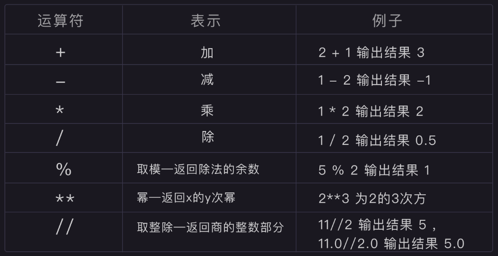 运算符 表示 例子
+ 加 2 + 1 输出结果 3
– 减 1 – 2 输出结果 –1
* 乘 1 * 2 输出结果 2
/ 除 1 / 2 输出结果 0.5
% 取模—返回除法的余数 5 % 2 输出结果 1
** 幂—返回x的y次幂 2**3 为2的3次方
// 取整除—返回商的整数部分 11//2 输出结果 5 ,
11.0//2.0 输出结果 5.0